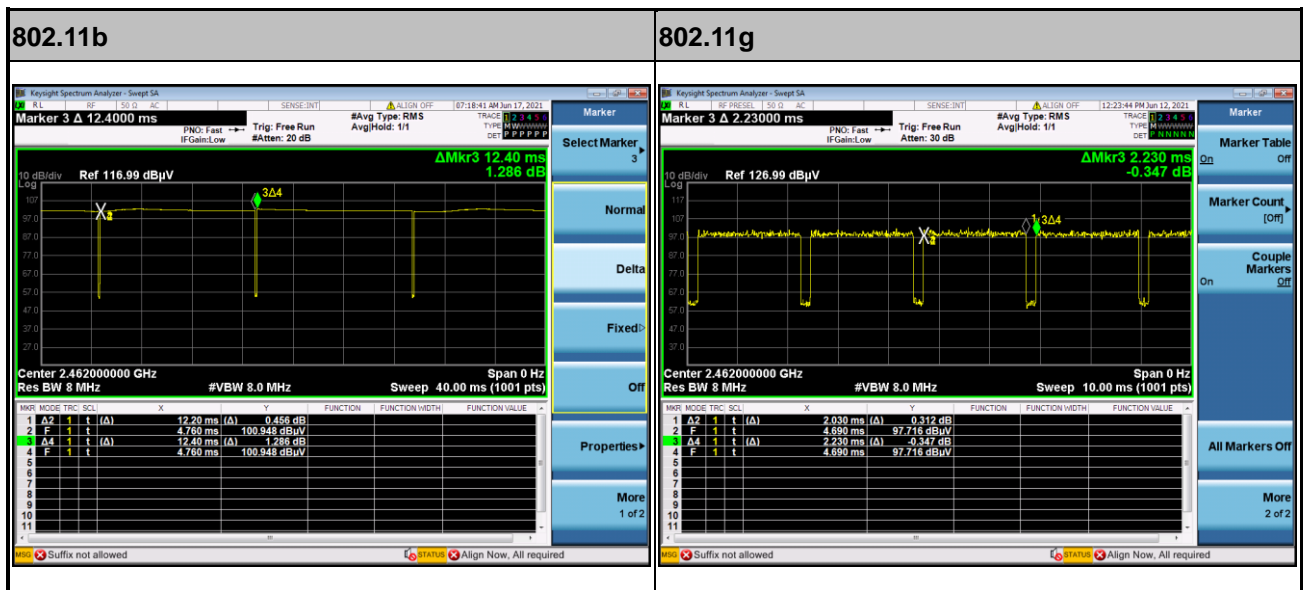 802.11b
Keysight Spectrum Analyzer - Swept SA
RL RF 50 Ω AC SENSE:INT ALIGN OFF 07:18:41 AM Jun 17, 2021
Marker 3 Δ 12.4000 ms
PNO: Fast Trig: Free Run #Avg Type: RMS TRACE 1 2 3 4 5 6
IFGain:Low #Atten: 20 dB Avg|Hold: 1/1 TYPE MWWWWW
DET P P P P P P
ΔMkr3 12.40 ms
1.286 dB
10 dB/div Ref 116.99 dBµV
Log
107
97.0
87.0
77.0
67.0
57.0
47.0
37.0
27.0
3Δ4
Center 2.462000000 GHz Span 0 Hz
Res BW 8 MHz #VBW 8.0 MHz Sweep 40.00 ms (1001 pts)
MKR MODE TRC SCL X Y FUNCTION FUNCTION WIDTH FUNCTION VALUE
1 Δ2 1 t (Δ) 12.20 ms (Δ) 0.456 dB
2 F 1 t 4.760 ms 100.948 dBµV
3 Δ4 1 t (Δ) 12.40 ms (Δ) 1.286 dB
4 F 1 t 4.760 ms 100.948 dBµV
5
6
7
8
9
10
11
MSG Suffix not allowed STATUS Align Now, All required
Marker
Select Marker
3
Normal
Delta
Fixed
Off
Properties
More
1 of 2
802.11g
Keysight Spectrum Analyzer - Swept SA
RL RF PRESEL 50 Ω AC SENSE:INT ALIGN OFF 12:23:44 PM Jun 12, 2021
Marker 3 Δ 2.23000 ms
PNO: Fast Trig: Free Run #Avg Type: RMS TRACE 1 2 3 4 5 6
IFGain:Low Atten: 30 dB Avg|Hold: 1/1 TYPE MWWWWW
DET P N N N N N
ΔMkr3 2.230 ms
-0.347 dB
10 dB/div Ref 126.99 dBµV
Log
117
107
97.0
87.0
77.0
67.0
57.0
47.0
37.0
3Δ4
Center 2.462000000 GHz Span 0 Hz
Res BW 8 MHz #VBW 8.0 MHz Sweep 10.00 ms (1001 pts)
MKR MODE TRC SCL X Y FUNCTION FUNCTION WIDTH FUNCTION VALUE
1 Δ2 1 t (Δ) 2.030 ms (Δ) 0.312 dB
2 F 1 t 4.690 ms 97.716 dBµV
3 Δ4 1 t (Δ) 2.230 ms (Δ) -0.347 dB
4 F 1 t 4.690 ms 97.716 dBµV
5
6
7
8
9
10
11
MSG Suffix not allowed STATUS Align Now, All required
Marker
Marker Table
On Off
Marker Count
[Off]
Couple
Markers
On Off
All Markers Off
More
2 of 2